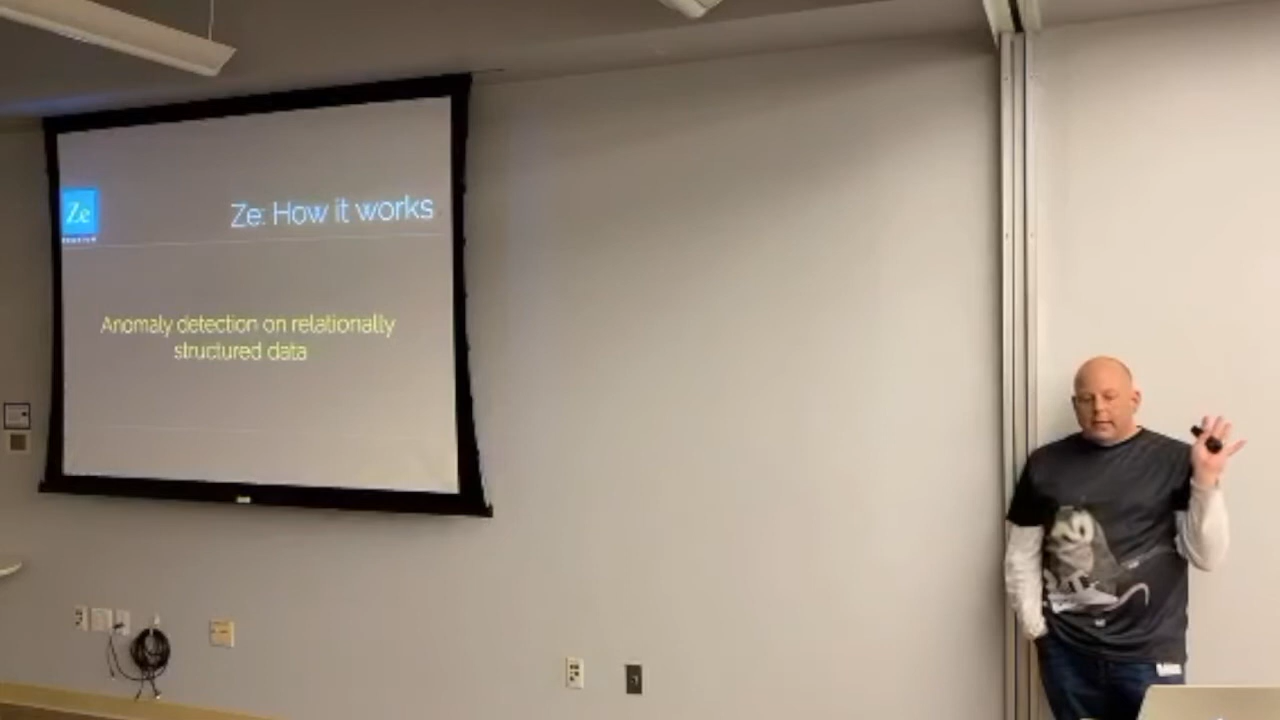 Ze
Ze: How it works
Anomaly detection on relationally
structured data